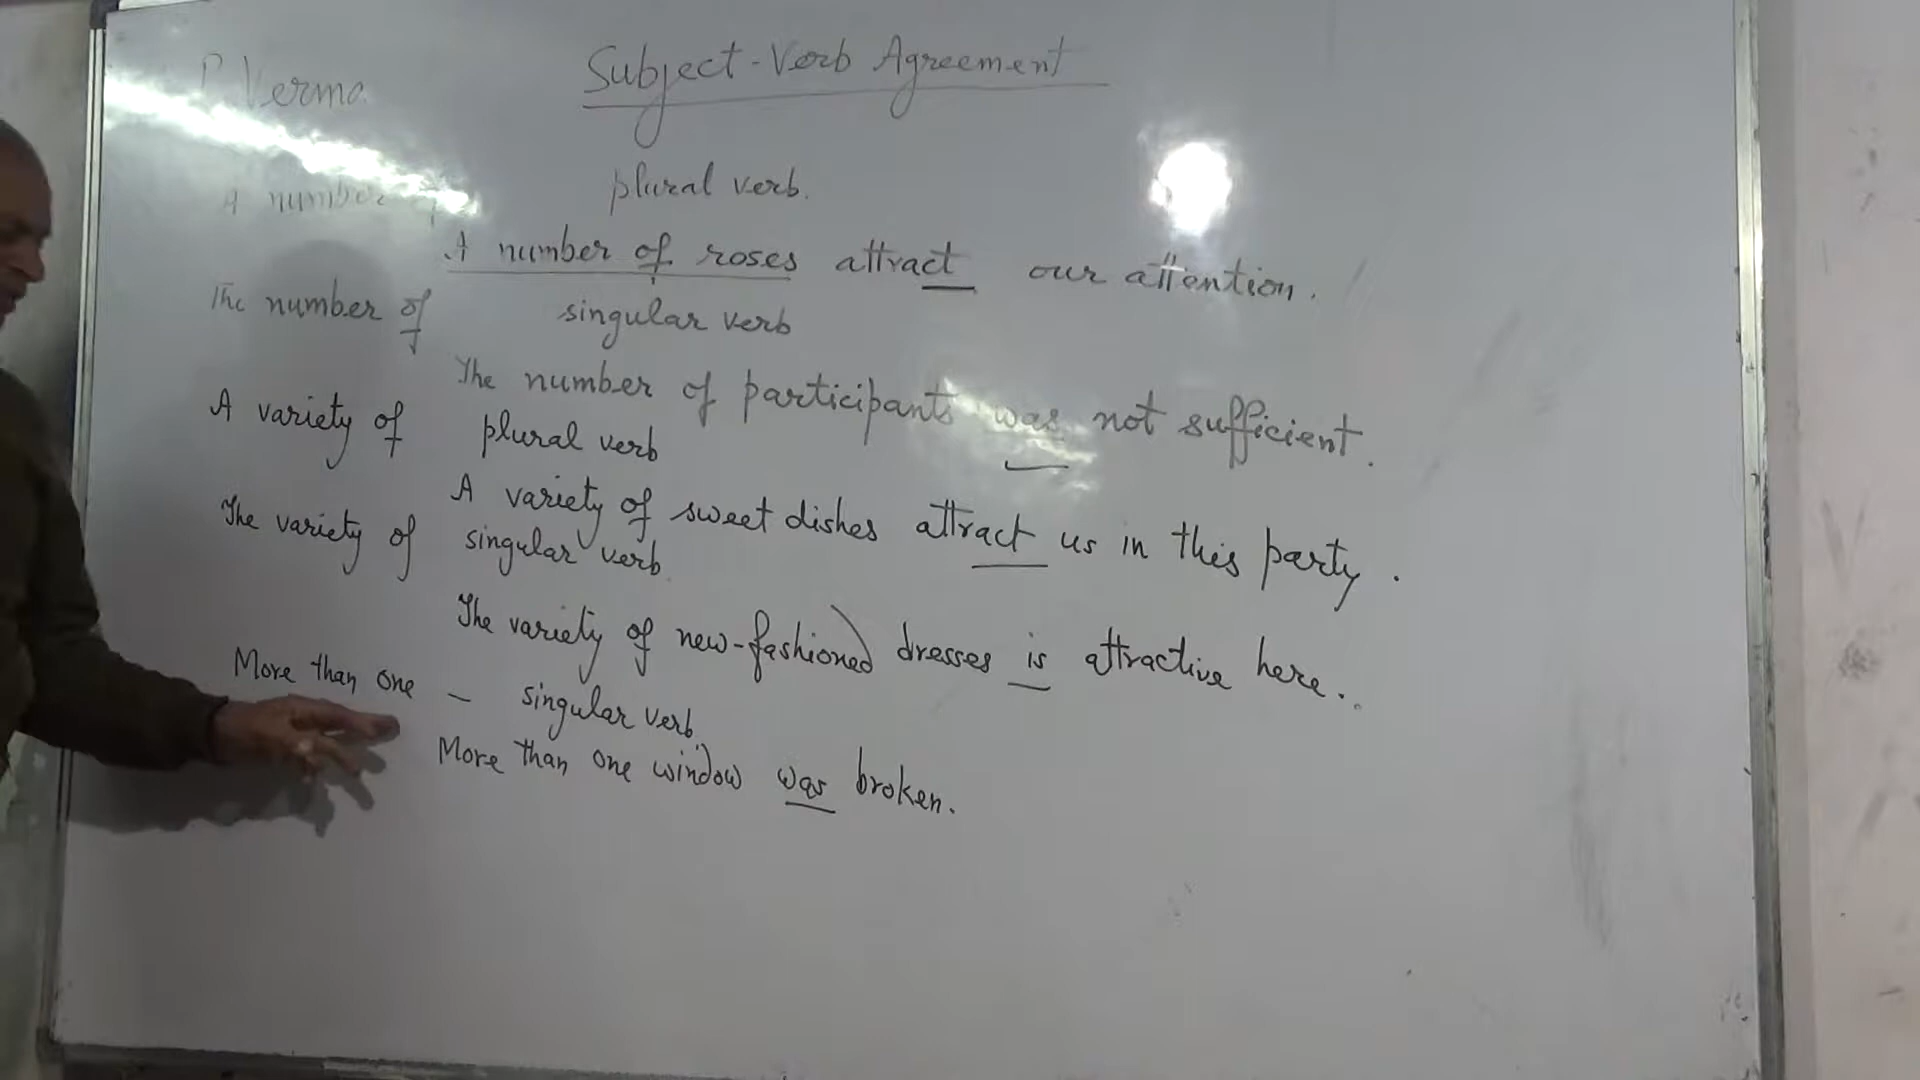 Subject-Verb Agreement
P. Verma
A number of plural verb.
A number of roses attract our attention.
The number of singular verb
The number of participants was not sufficient.
A variety of plural verb
A variety of sweet dishes attract us in this party.
The variety of singular verb
The variety of new-fashioned dresses is attractive here.
More than one – singular verb.
More than one window was broken.